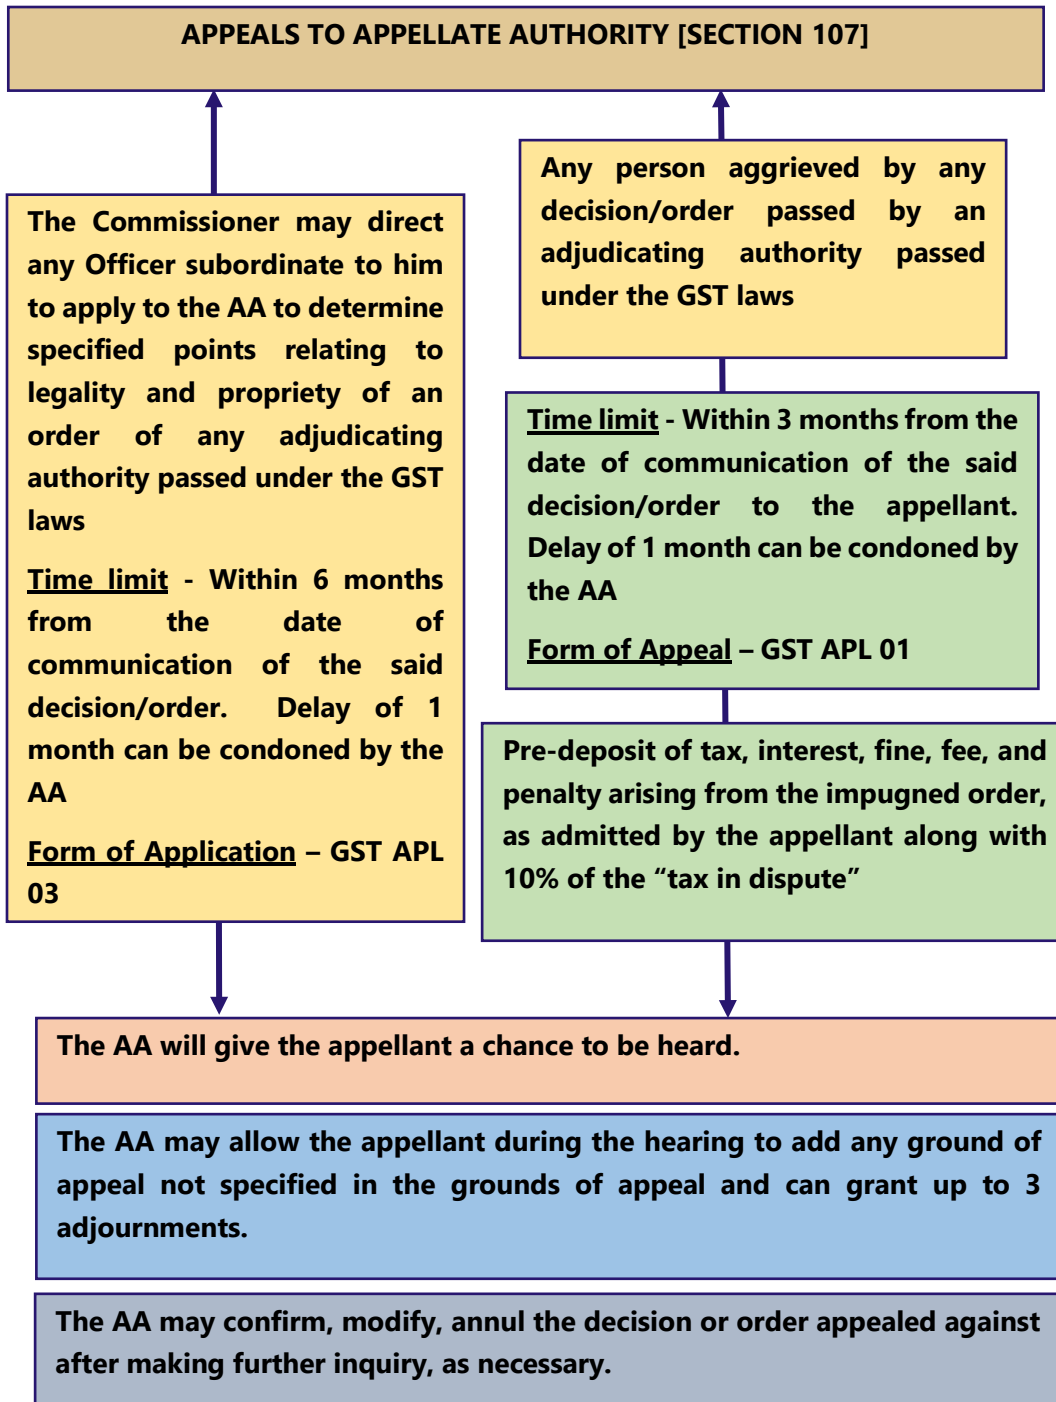 APPEALS TO APPELLATE AUTHORITY [SECTION 107]
The Commissioner may direct
any Officer subordinate to him
to apply to the AA to determine
specified points relating to
legality and propriety of an
order of any adjudicating
authority passed under the GST
laws
Time limit - Within 6 months
from the date of
communication of the said
decision/order. Delay of 1
month can be condoned by the
AA
Form of Application – GST APL
03
Any person aggrieved by any
decision/order passed by an
adjudicating authority passed
under the GST laws
Time limit - Within 3 months from the
date of communication of the said
decision/order to the appellant.
Delay of 1 month can be condoned by
the AA
Form of Appeal – GST APL 01
Pre-deposit of tax, interest, fine, fee, and
penalty arising from the impugned order,
as admitted by the appellant along with
10% of the “tax in dispute”
The AA will give the appellant a chance to be heard.
The AA may allow the appellant during the hearing to add any ground of
appeal not specified in the grounds of appeal and can grant up to 3
adjournments.
The AA may confirm, modify, annul the decision or order appealed against
after making further inquiry, as necessary.